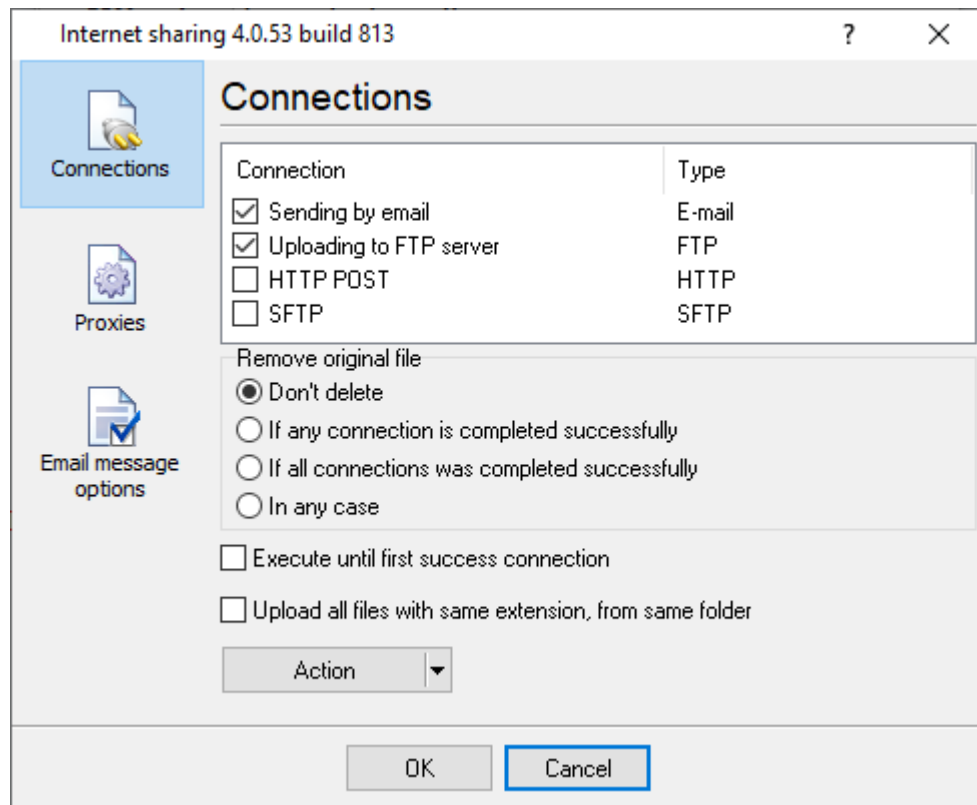 Internet sharing 4.0.53 build 813
?
Connections
Proxies
Email message
options
Connections
Connection Type
Sending by email E-mail
Uploading to FTP server FTP
HTTP POST HTTP
SFTP SFTP
Remove original file
Don't delete
If any connection is completed successfully
If all connections was completed successfully
In any case
Execute until first success connection
Upload all files with same extension, from same folder
Action
OK Cancel